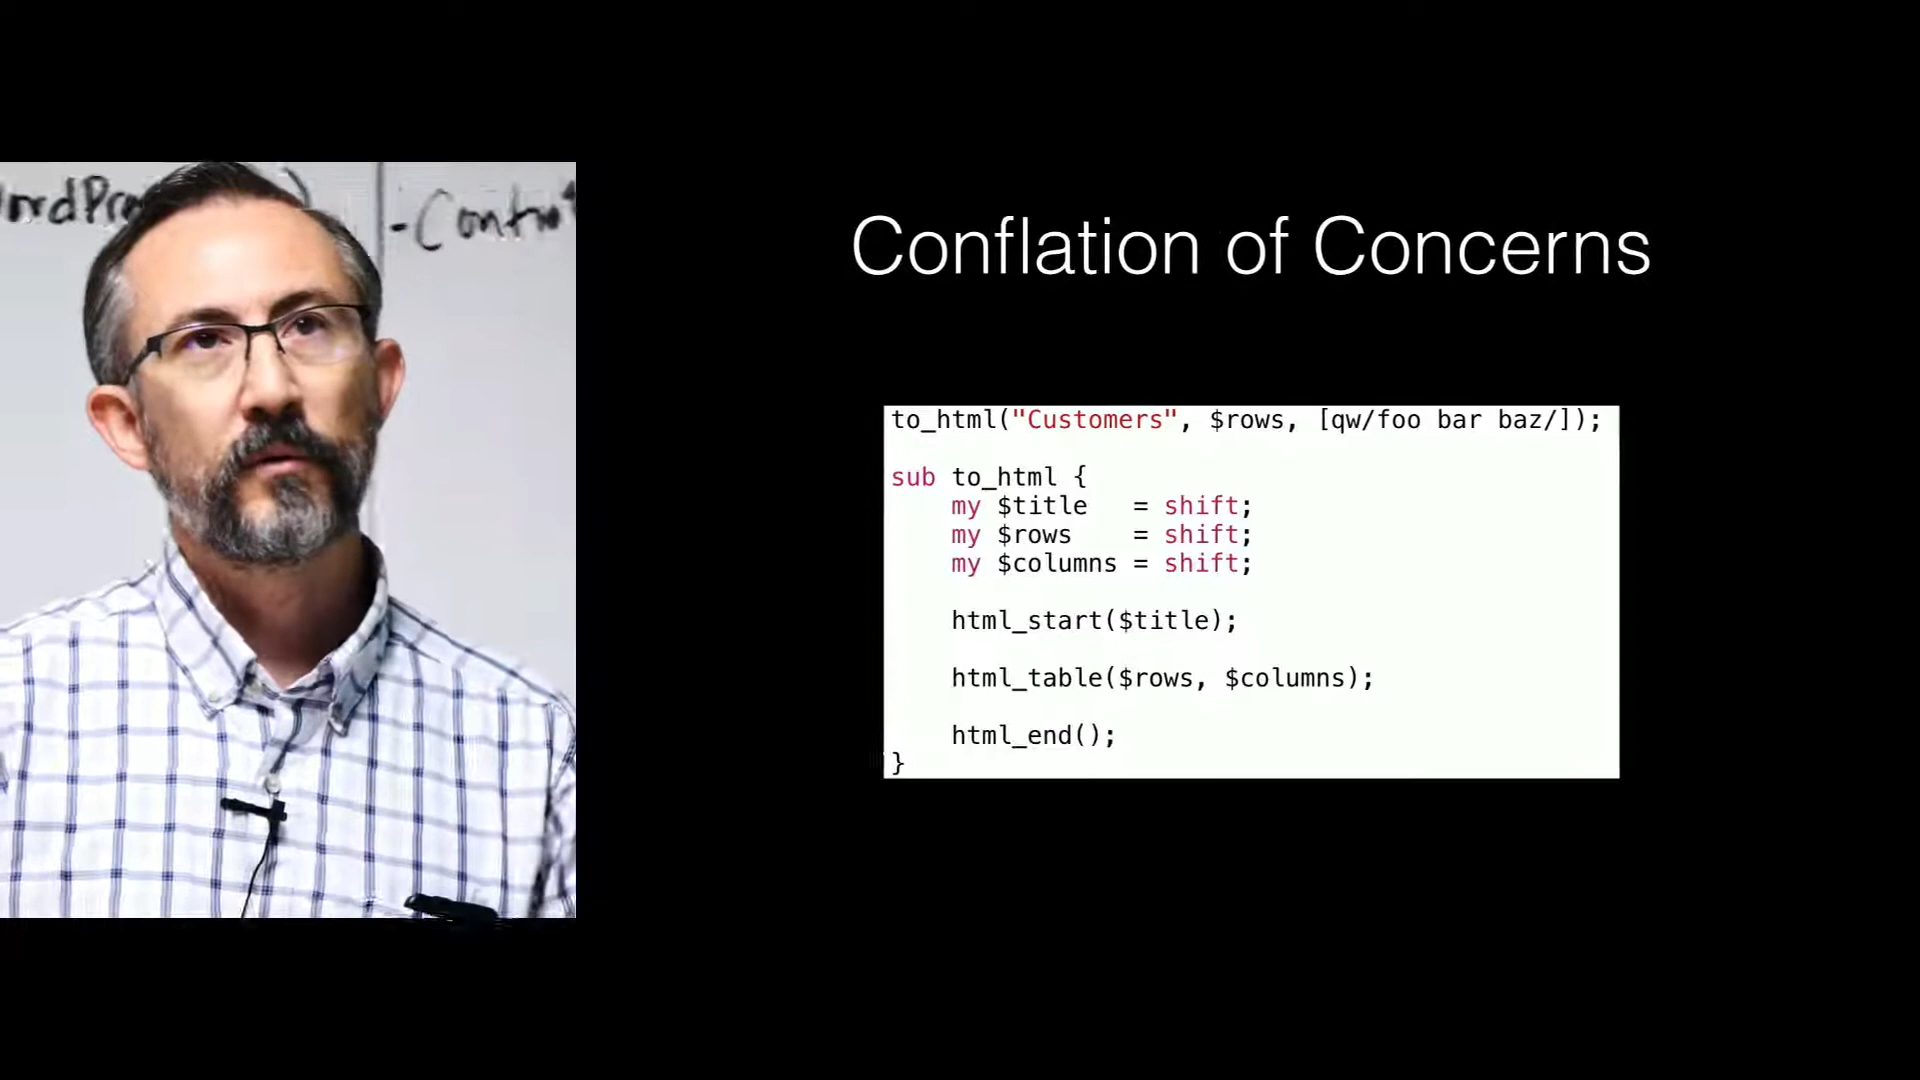 Conflation of Concerns
to_html("Customers", $rows, [qw/foo bar baz/]);
sub to_html {
    my $title   = shift;
    my $rows    = shift;
    my $columns = shift;
    html_start($title);
    html_table($rows, $columns);
    html_end();
}